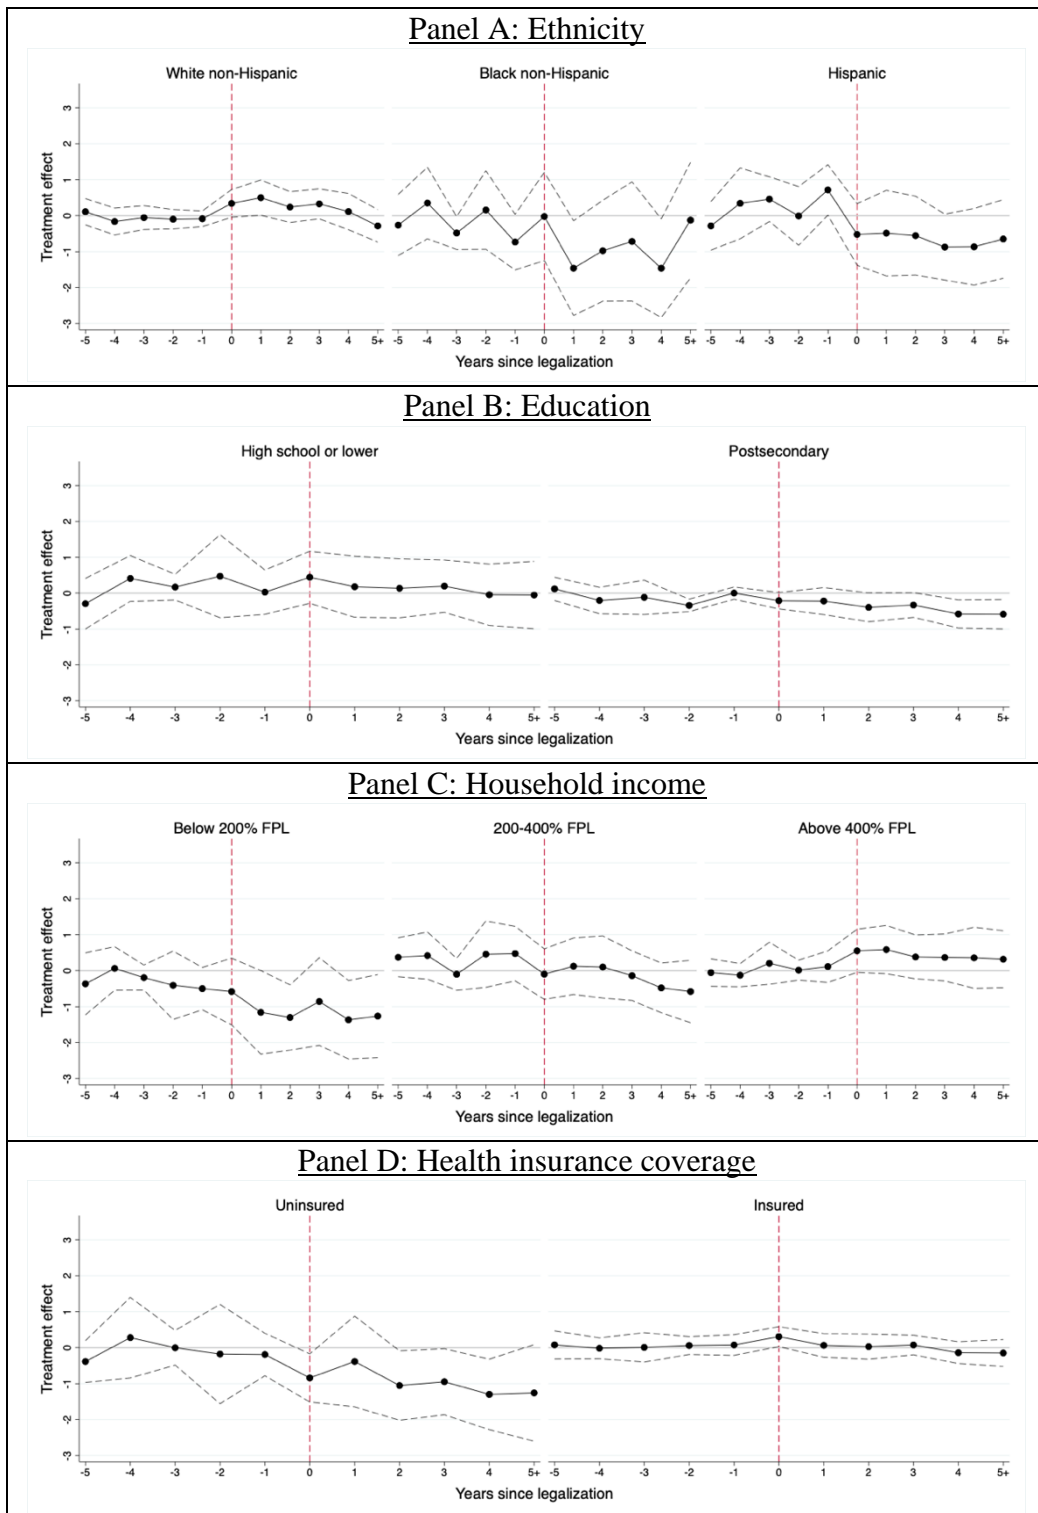 Panel A: Ethnicity
White non-Hispanic Black non-Hispanic Hispanic
Treatment effect
3
2
1
0
-1
-2
-3
-5 -4 -3 -2 -1 0 1 2 3 4 5+ -5 -4 -3 -2 -1 0 1 2 3 4 5+ -5 -4 -3 -2 -1 0 1 2 3 4 5+
Years since legalization
Panel B: Education
High school or lower Postsecondary
Treatment effect
3
2
1
0
-1
-2
-3
-5 -4 -3 -2 -1 0 1 2 3 4 5+ -5 -4 -3 -2 -1 0 1 2 3 4 5+
Years since legalization
Panel C: Household income
Below 200% FPL 200-400% FPL Above 400% FPL
Treatment effect
3
2
1
0
-1
-2
-3
-5 -4 -3 -2 -1 0 1 2 3 4 5+ -5 -4 -3 -2 -1 0 1 2 3 4 5+ -5 -4 -3 -2 -1 0 1 2 3 4 5+
Years since legalization
Panel D: Health insurance coverage
Uninsured Insured
Treatment effect
3
2
1
0
-1
-2
-3
-5 -4 -3 -2 -1 0 1 2 3 4 5+ -5 -4 -3 -2 -1 0 1 2 3 4 5+
Years since legalization